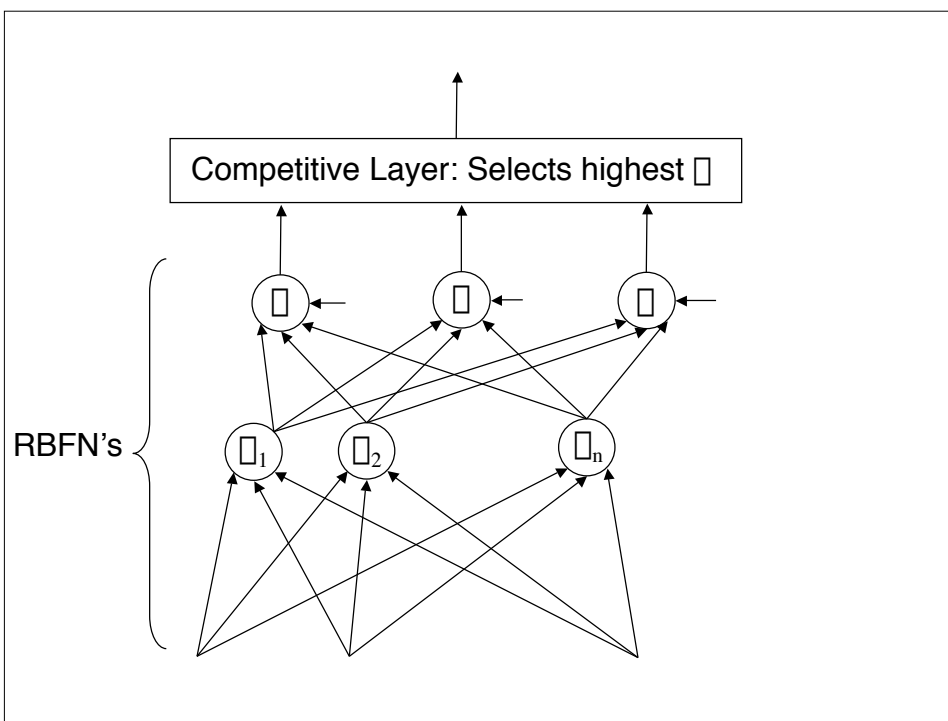 Competitive Layer: Selects highest ▯
▯ ▯ ▯
RBFN's
▯1 ▯2 ▯n